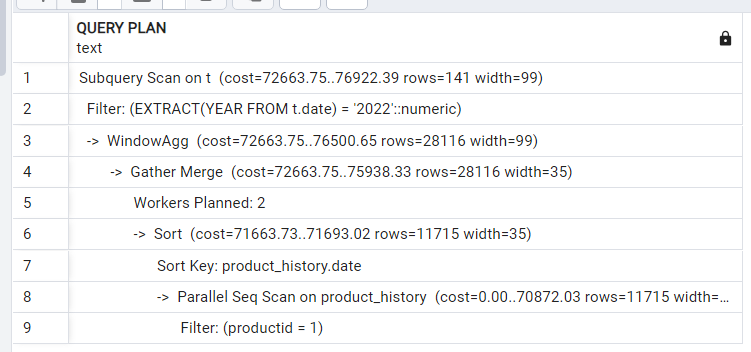 QUERY PLAN
text
1 Subquery Scan on t (cost=72663.75..76922.39 rows=141 width=99)
2 Filter: (EXTRACT(YEAR FROM t.date) = '2022'::numeric)
3 -> WindowAgg (cost=72663.75..76500.65 rows=28116 width=99)
4 -> Gather Merge (cost=72663.75..75938.33 rows=28116 width=35)
5 Workers Planned: 2
6 -> Sort (cost=71663.73..71693.02 rows=11715 width=35)
7 Sort Key: product_history.date
8 -> Parallel Seq Scan on product_history (cost=0.00..70872.03 rows=11715 width=...
9 Filter: (productid = 1)